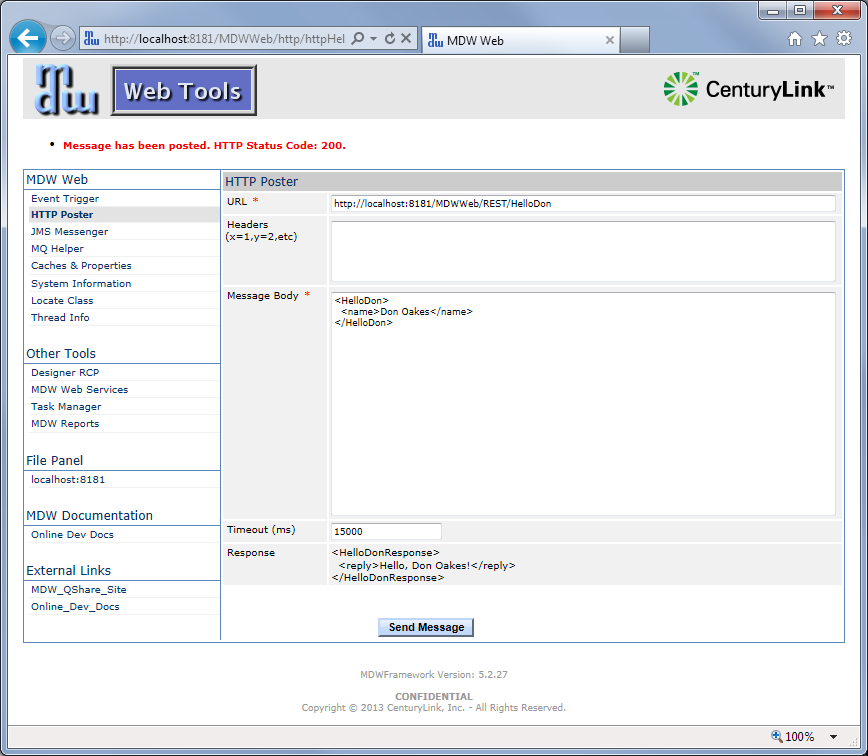 http://localhost:8181/MDWWeb/http/httpHel
mdw MDW Web
mdw
Web Tools
CenturyLink™
• Message has been posted. HTTP Status Code: 200.
MDW Web
Event Trigger
HTTP Poster
JMS Messenger
MQ Helper
Caches & Properties
System Information
Locate Class
Thread Info
Other Tools
Designer RCP
MDW Web Services
Task Manager
MDW Reports
File Panel
localhost:8181
MDW Documentation
Online Dev Docs
External Links
MDW_QShare_Site
Online_Dev_Docs
HTTP Poster
URL *
http://localhost:8181/MDWWeb/REST/HelloDon
Headers
(x=1,y=2,etc)
Message Body *
<HelloDon>
<name>Don Oakes</name>
</HelloDon>
Timeout (ms)
15000
Response
<HelloDonResponse>
<reply>Hello, Don Oakes!</reply>
</HelloDonResponse>
Send Message
MDWFramework Version: 5.2.27
CONFIDENTIAL
Copyright © 2013 CenturyLink, Inc. - All Rights Reserved.
100%